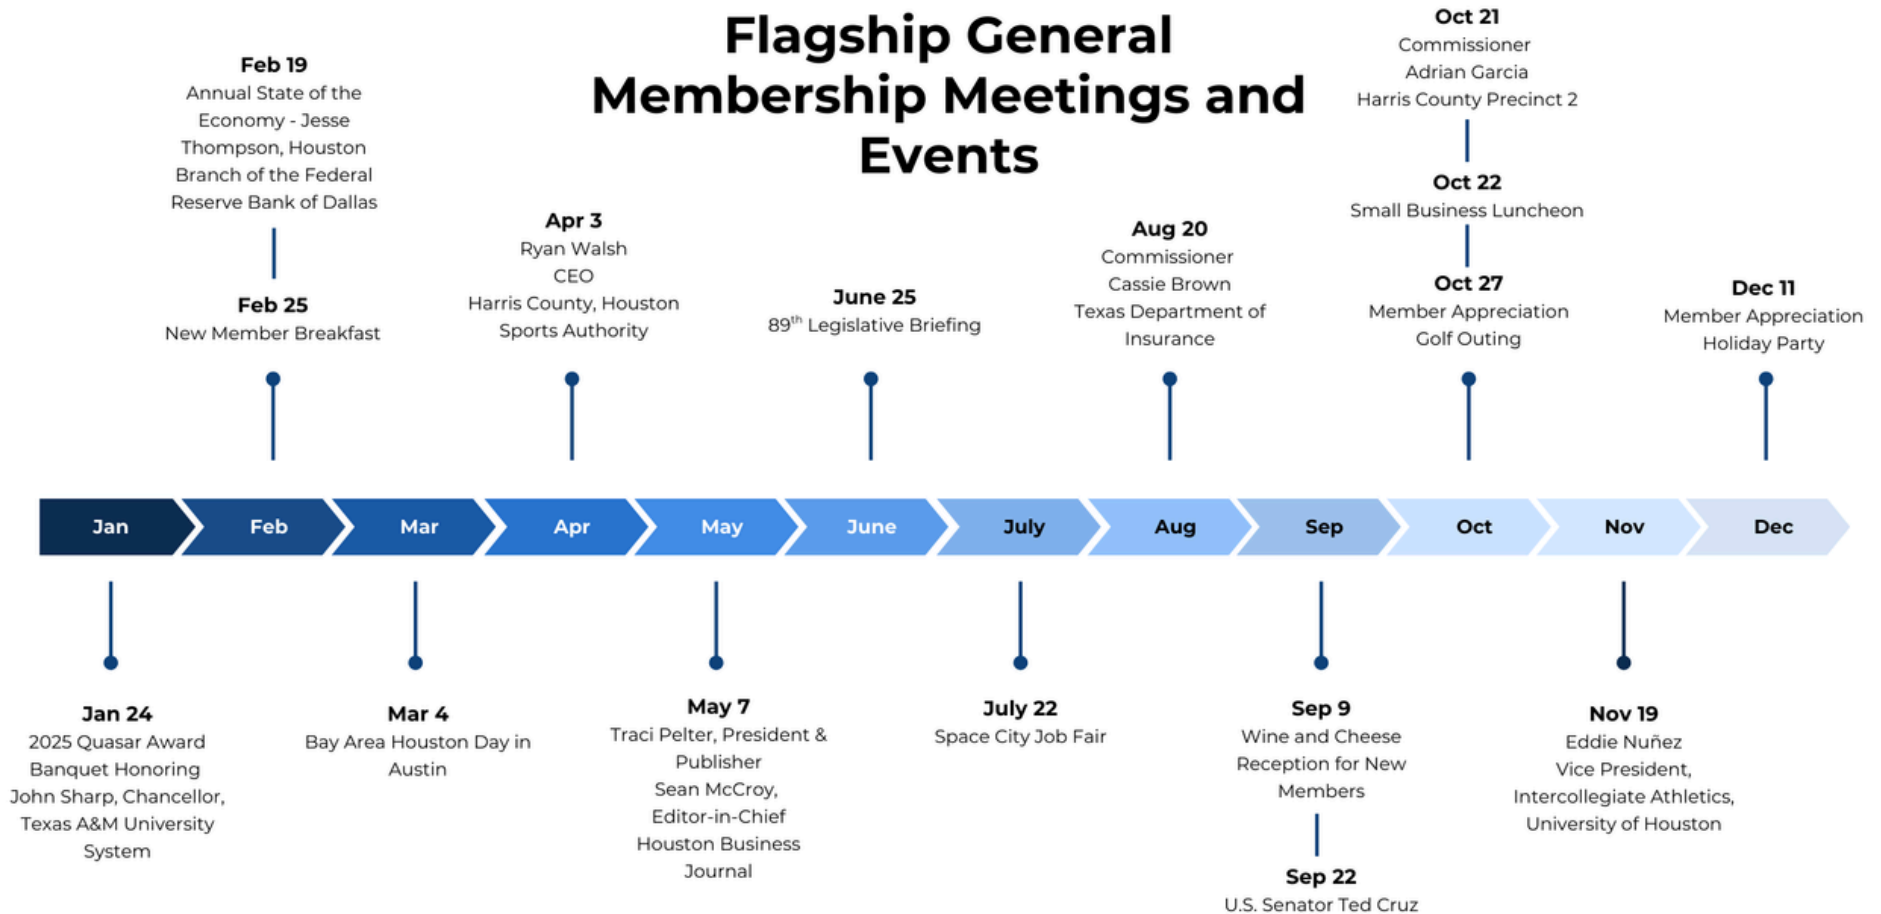 Flagship General
Membership Meetings and
Events
Feb 19
Annual State of the
Economy - Jesse
Thompson, Houston
Branch of the Federal
Reserve Bank of Dallas
Feb 25
New Member Breakfast
Apr 3
Ryan Walsh
CEO
Harris County, Houston
Sports Authority
June 25
89th Legislative Briefing
Aug 20
Commissioner
Cassie Brown
Texas Department of
Insurance
Oct 21
Commissioner
Adrian Garcia
Harris County Precinct 2
Oct 22
Small Business Luncheon
Oct 27
Member Appreciation
Golf Outing
Dec 11
Member Appreciation
Holiday Party
Jan
Feb
Mar
Apr
May
June
July
Aug
Sep
Oct
Nov
Dec
Jan 24
2025 Quasar Award
Banquet Honoring
John Sharp, Chancellor,
Texas A&M University
System
Mar 4
Bay Area Houston Day in
Austin
May 7
Traci Pelter, President &
Publisher
Sean McCroy,
Editor-in-Chief
Houston Business
Journal
July 22
Space City Job Fair
Sep 9
Wine and Cheese
Reception for New
Members
Sep 22
U.S. Senator Ted Cruz
Nov 19
Eddie Nuñez
Vice President,
Intercollegiate Athletics,
University of Houston